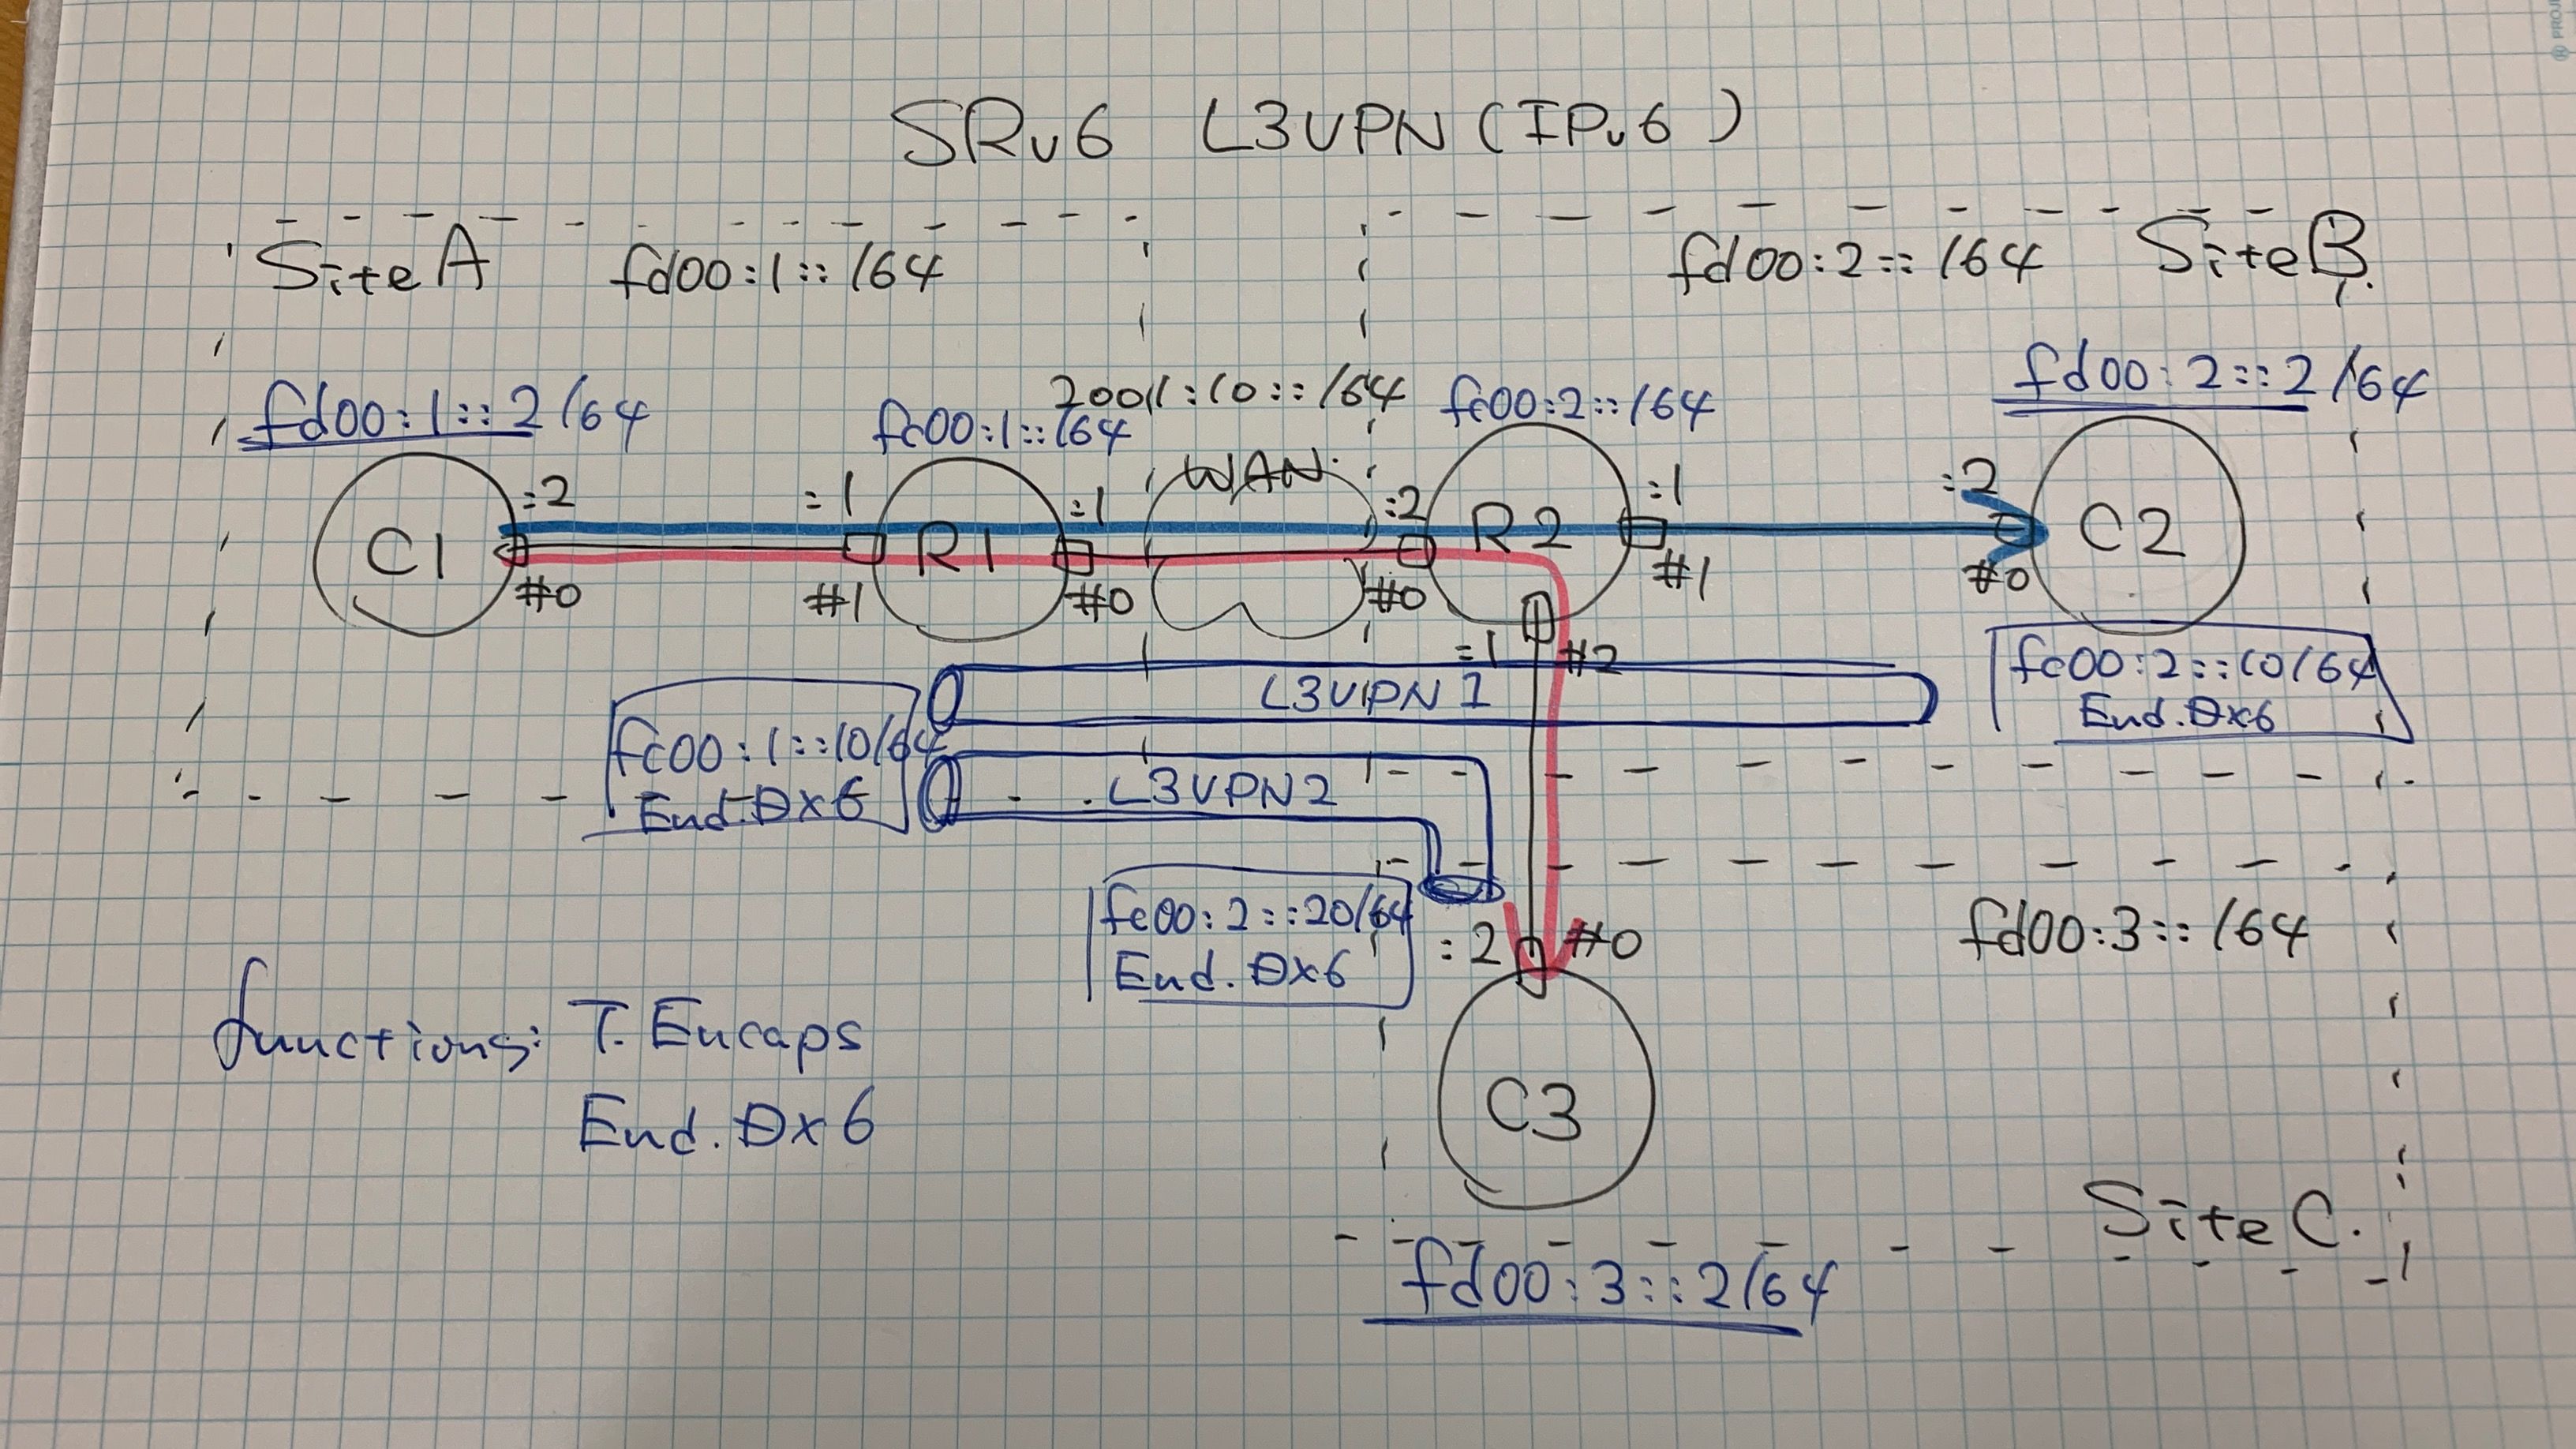 SRv6 L3VPN (IPv6)
SiteA fd00:1::/64
fd00:2::/64 SiteB.
fd00:1::2/64
fc00:1::/64
2001:10::/64
fc00:2::/64
fd00:2::2/64
WAN
:2
:1
:1
:2
:1
:2
C1
R1
R2
C2
#0
#1
#0
#0
#1
#0
:1 #2
L3VPN 1
fc00:2::10/64
End.DX6
fc00:1::10/64
End.DX6
L3VPN2
fc00:2::20/64
End.DX6
:2 #0
fd00:3::/64
functions: T.Encaps
End.DX6
C3
SiteC.
fd00:3::2/64